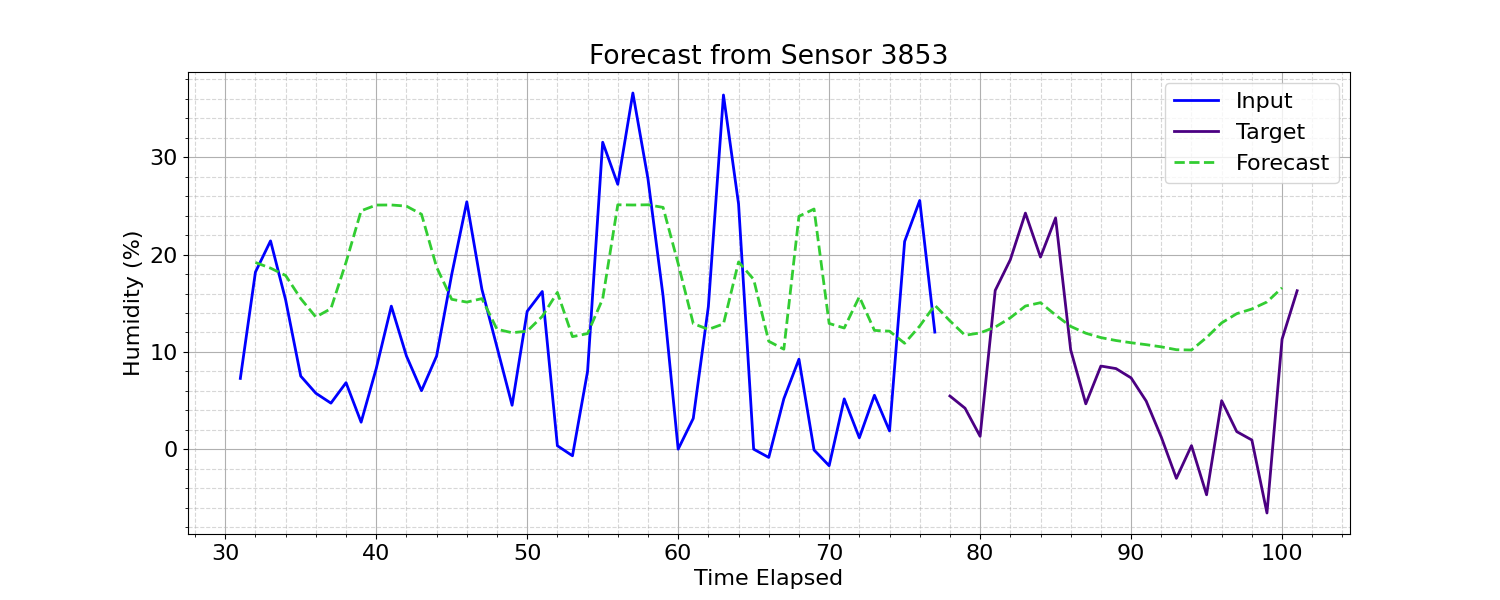 Forecast from Sensor 3853
Humidity (%)
30
20
10
0
Input
Target
Forecast
30 40 50 60 70 80 90 100
Time Elapsed